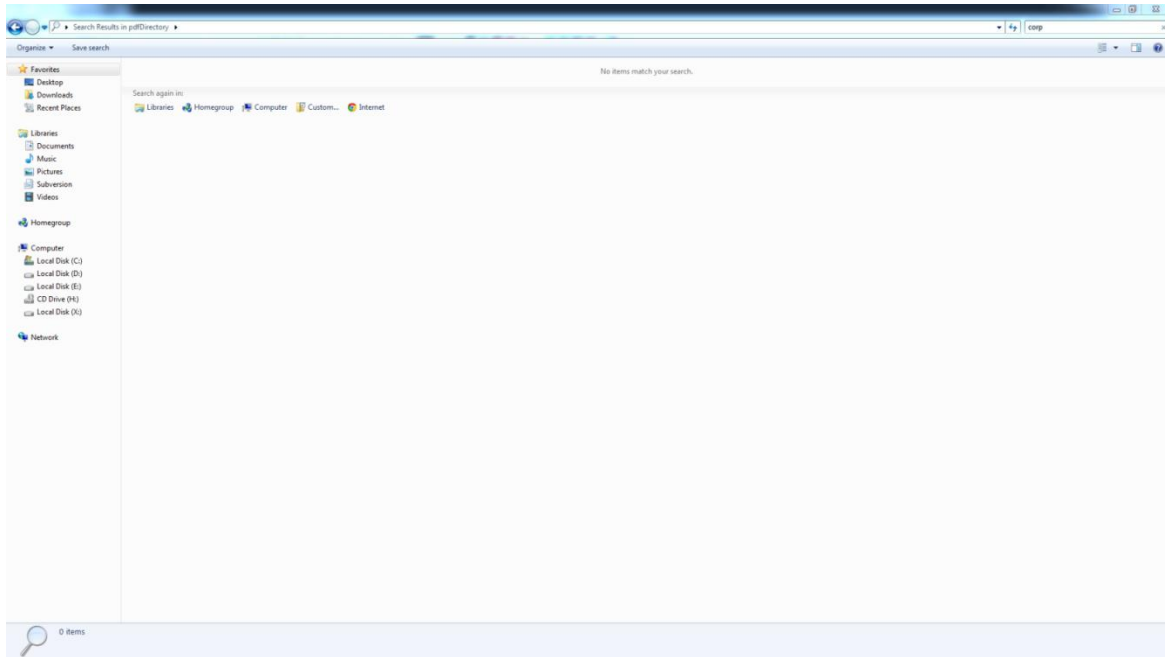 Search Results in pdfDirectory
corp
Organize
Save search
Favorites
Desktop
Downloads
Recent Places
Libraries
Documents
Music
Pictures
Subversion
Videos
Homegroup
Computer
Local Disk (C:)
Local Disk (D:)
Local Disk (E:)
CD Drive (H:)
Local Disk (X:)
Network
No items match your search.
Search again in:
Libraries Homegroup Computer Custom... Internet
0 items